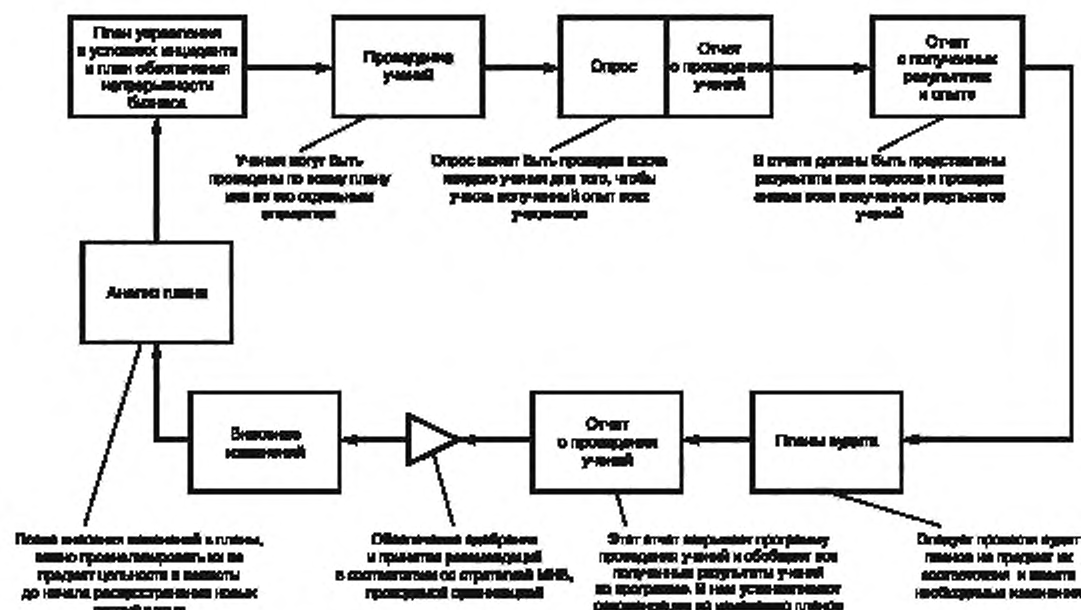 План управления
в условиях инцидента
и план обеспечения
непрерывности
бизнеса
Проведение
учений
Опрос
Отчет
о проведении
учений
Отчет
о полученных
результатах
и опыте
Учения могут быть
проведены по всему плану
или по его отдельным
Опрос может быть проведен после
каждого учения для того, чтобы
учесть полученный опыт всех
участников
В отчете должны быть представлены
результаты всех опросов и проведен
анализ всех полученных результатов
учений
Анализ плана
Внесение
изменений
Отчет
о проведении
учений
Планы аудита
После внесения изменений в планы,
важно проанализировать их на
предмет цельности и
до начала распространения новых
Обеспечение одобрения
и принятия рекомендаций
в соответствии со стратегией МНБ,
проводимой организацией
Этот отчет закрывает программу
проведения учений и обобщает все
полученные результаты учений
по программе. В нем устанавливают
рекомендации по изменению планов
Следует провести аудит
планов на предмет их
соответствия и внести
необходимые изменения